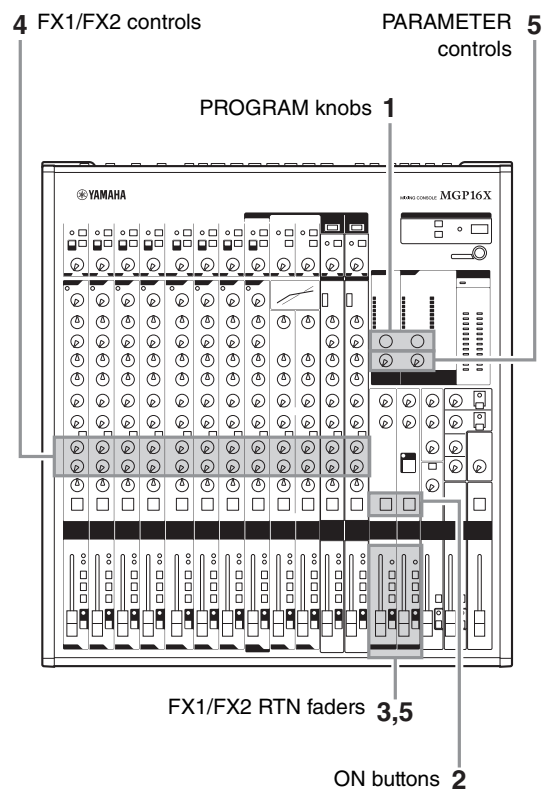 4 FX1/FX2 controls
PARAMETER 5
controls
PROGRAM knobs 1
YAMAHA
MIXING CONSOLE MGP16X
FX1/FX2 RTN faders 3,5
ON buttons 2